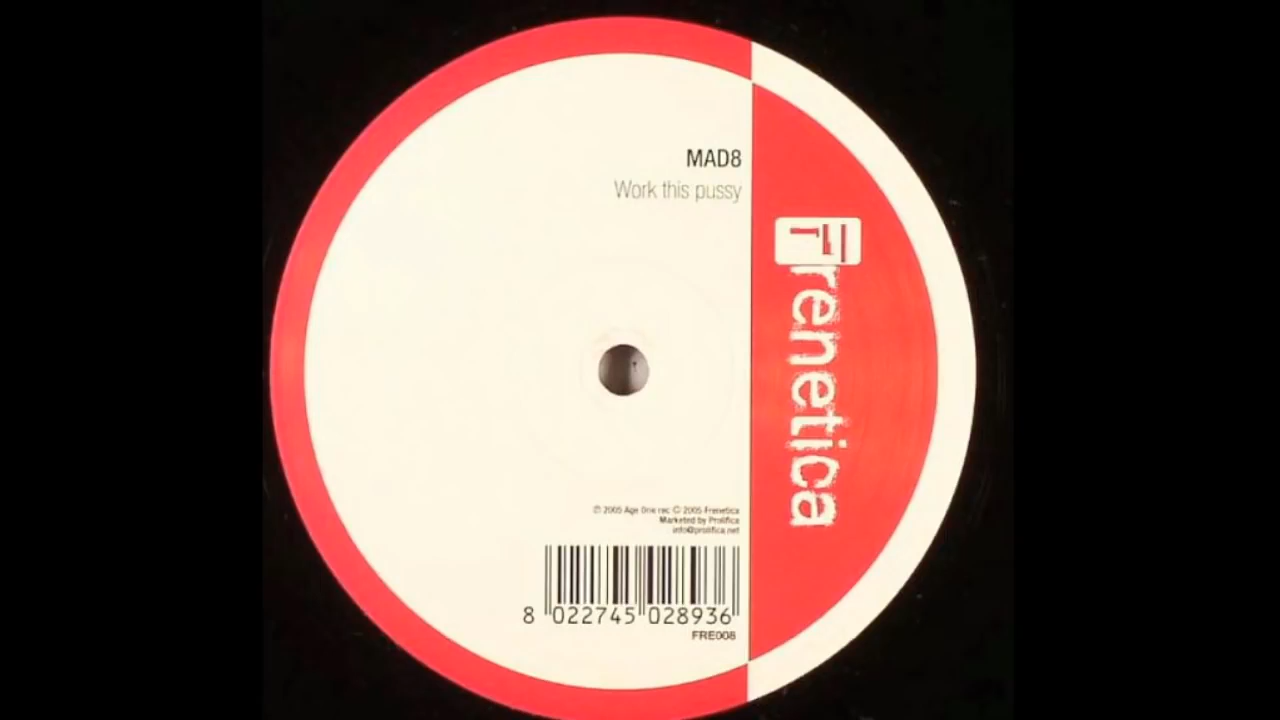 MAD8
Work this pussy
Frenetica
℗ 2005 Age One rec © 2005 Frenetica
Marketed by Prolifica
info@prolifica.net
8 022745 028936
FRE008